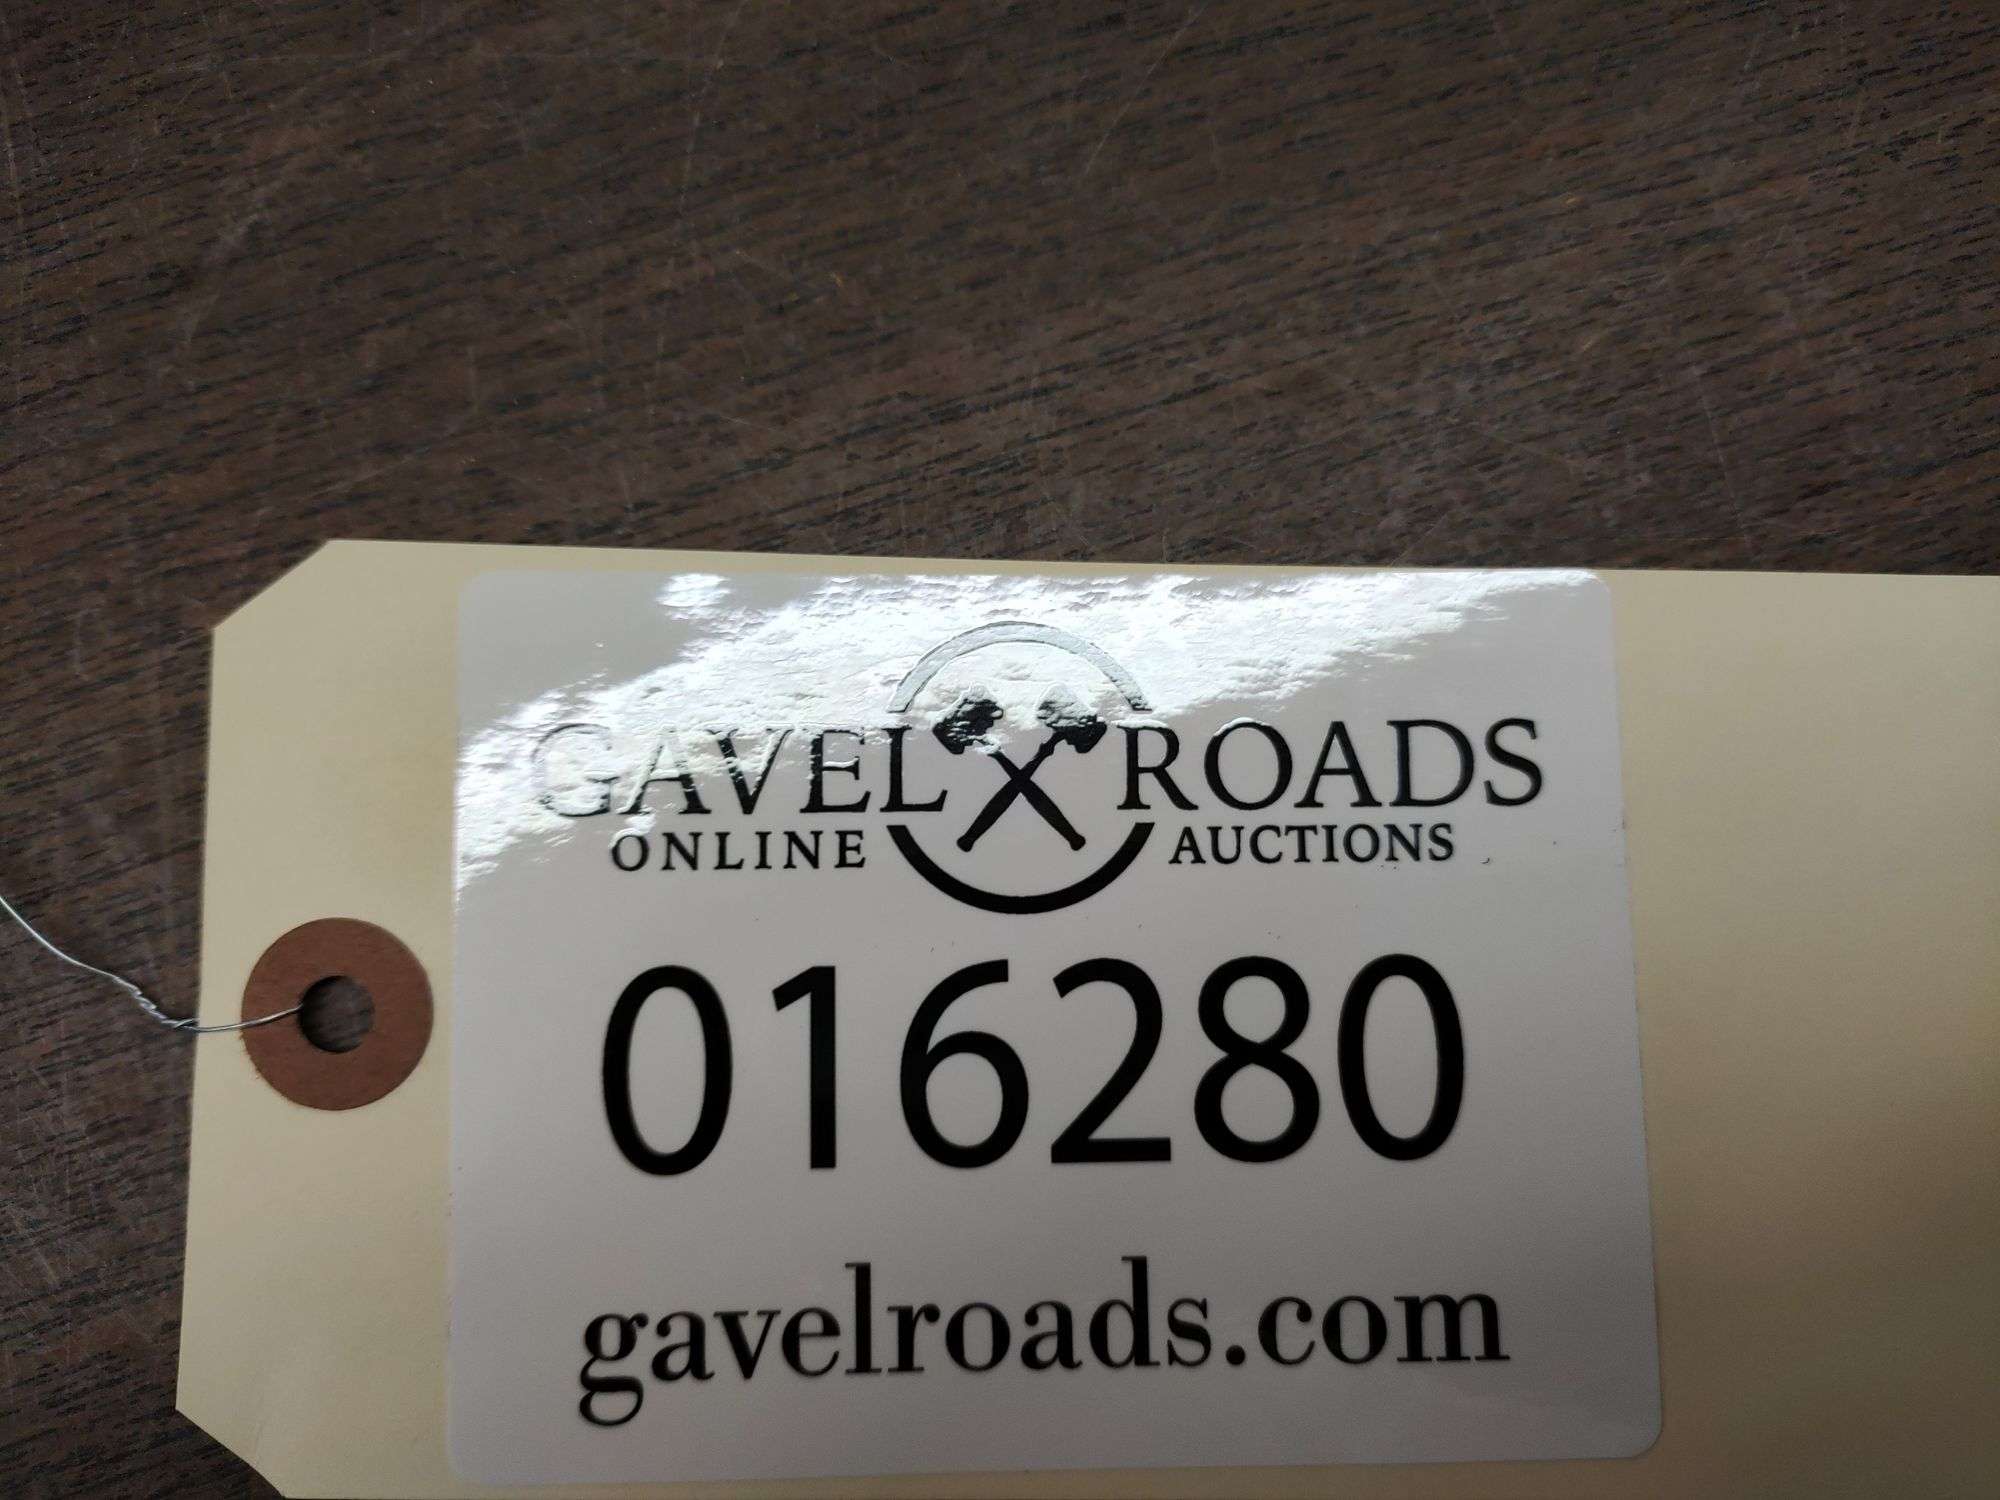 GAVEL ROADS
ONLINE AUCTIONS
016280
gavelroads.com